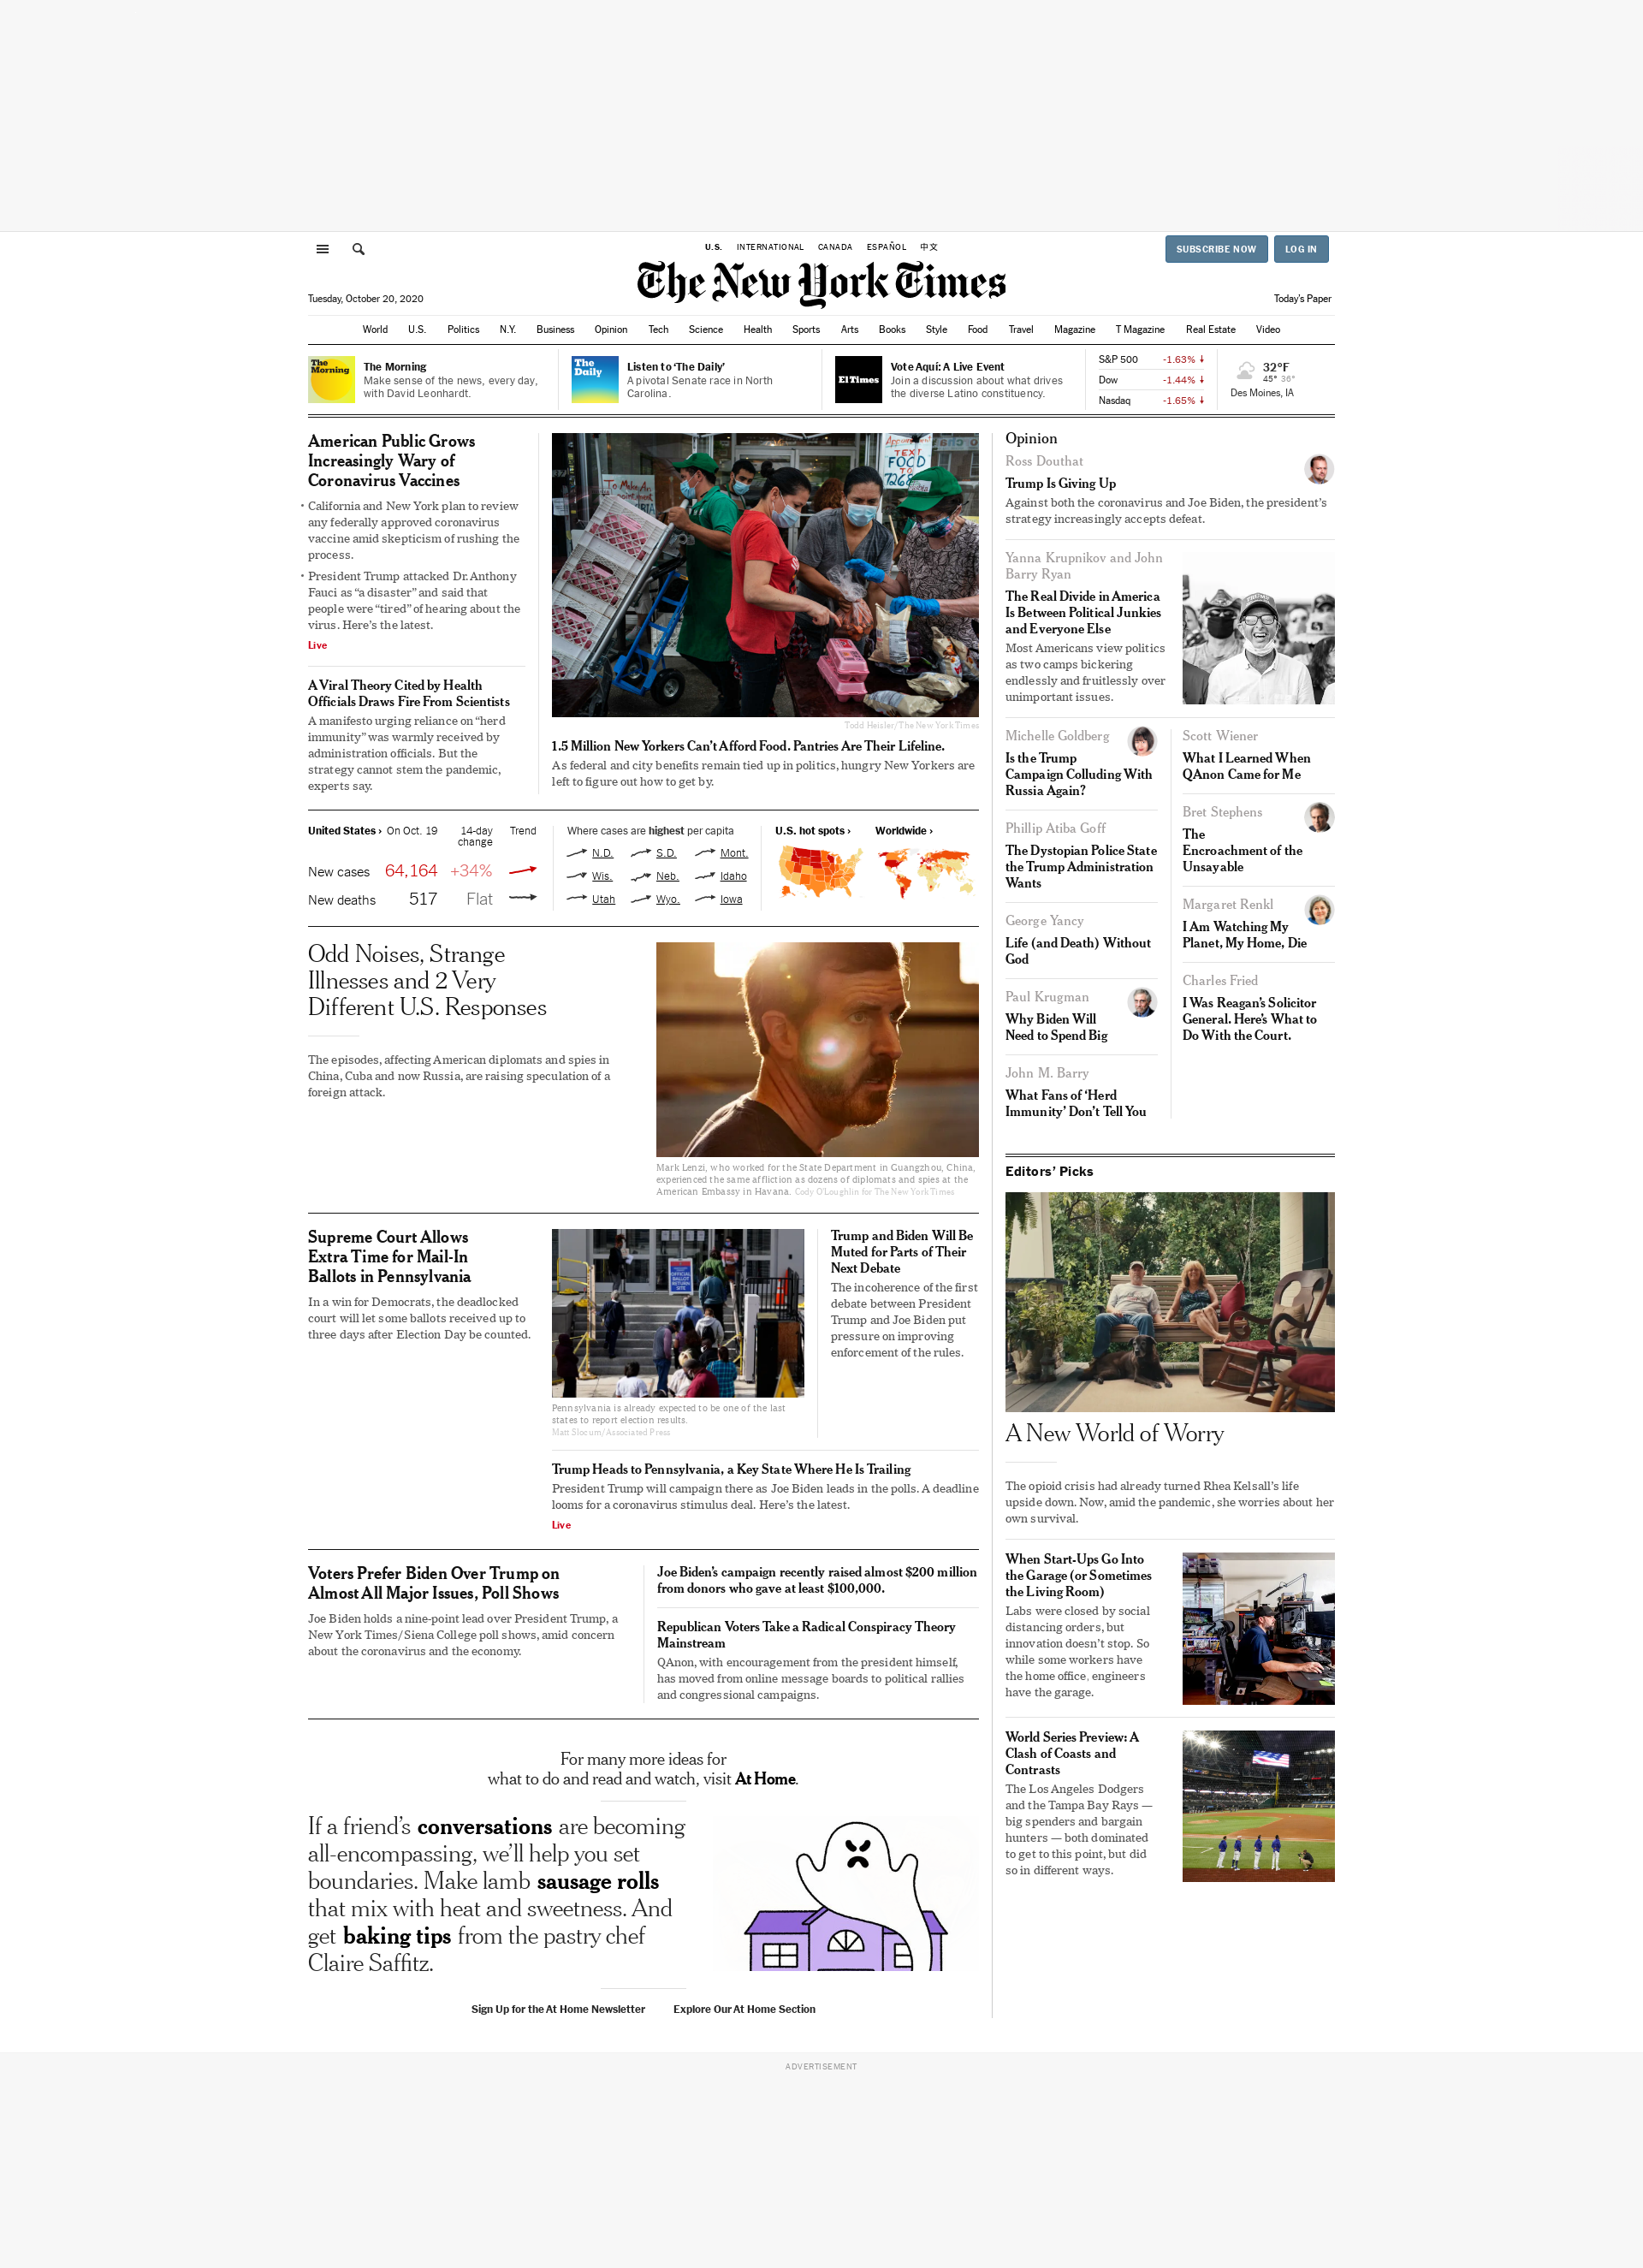 U.S. INTERNATIONAL CANADA ESPAÑOL 中文
SUBSCRIBE NOW LOG IN
The New York Times
Tuesday, October 20, 2020
Today's Paper
World U.S. Politics N.Y. Business Opinion Tech Science Health Sports Arts Books Style Food Travel Magazine T Magazine Real Estate Video
The Morning
The Morning
Make sense of the news, every day,
with David Leonhardt.
The Daily
Listen to ‘The Daily’
A pivotal Senate race in North
Carolina.
El Times
Vote Aquí: A Live Event
Join a discussion about what drives
the diverse Latino constituency.
S&P 500 -1.63%
Dow -1.44%
Nasdaq -1.65%
32°F
45° 36°
Des Moines, IA
American Public Grows
Increasingly Wary of
Coronavirus Vaccines
• California and New York plan to review
any federally approved coronavirus
vaccine amid skepticism of rushing the
process.
• President Trump attacked Dr. Anthony
Fauci as “a disaster” and said that
people were “tired” of hearing about the
virus. Here’s the latest.
Live
A Viral Theory Cited by Health
Officials Draws Fire From Scientists
A manifesto urging reliance on “herd
immunity” was warmly received by
administration officials. But the
strategy cannot stem the pandemic,
experts say.
TEXT
FOOD
TO
Todd Heisler/The New York Times
1.5 Million New Yorkers Can’t Afford Food. Pantries Are Their Lifeline.
As federal and city benefits remain tied up in politics, hungry New Yorkers are
left to figure out how to get by.
United States › On Oct. 19 14-day change Trend
New cases 64,164 +34%
New deaths 517 Flat
Where cases are highest per capita
N.D. S.D. Mont.
Wis. Neb. Idaho
Utah Wyo. Iowa
U.S. hot spots › Worldwide ›
Odd Noises, Strange
Illnesses and 2 Very
Different U.S. Responses
The episodes, affecting American diplomats and spies in
China, Cuba and now Russia, are raising speculation of a
foreign attack.
Mark Lenzi, who worked for the State Department in Guangzhou, China,
experienced the same affliction as dozens of diplomats and spies at the
American Embassy in Havana. Cody O’Loughlin for The New York Times
Supreme Court Allows
Extra Time for Mail-In
Ballots in Pennsylvania
In a win for Democrats, the deadlocked
court will let some ballots received up to
three days after Election Day be counted.
OFFICIAL
BALLOT
RETURN
SITE
Pennsylvania is already expected to be one of the last
states to report election results.
Matt Slocum/Associated Press
Trump and Biden Will Be
Muted for Parts of Their
Next Debate
The incoherence of the first
debate between President
Trump and Joe Biden put
pressure on improving
enforcement of the rules.
Trump Heads to Pennsylvania, a Key State Where He Is Trailing
President Trump will campaign there as Joe Biden leads in the polls. A deadline
looms for a coronavirus stimulus deal. Here’s the latest.
Live
Voters Prefer Biden Over Trump on
Almost All Major Issues, Poll Shows
Joe Biden holds a nine-point lead over President Trump, a
New York Times/Siena College poll shows, amid concern
about the coronavirus and the economy.
Joe Biden’s campaign recently raised almost $200 million
from donors who gave at least $100,000.
Republican Voters Take a Radical Conspiracy Theory
Mainstream
QAnon, with encouragement from the president himself,
has moved from online message boards to political rallies
and congressional campaigns.
For many more ideas for
what to do and read and watch, visit At Home.
If a friend’s conversations are becoming
all-encompassing, we’ll help you set
boundaries. Make lamb sausage rolls
that mix with heat and sweetness. And
get baking tips from the pastry chef
Claire Saffitz.
Sign Up for the At Home Newsletter Explore Our At Home Section
Opinion
Ross Douthat
Trump Is Giving Up
Against both the coronavirus and Joe Biden, the president’s
strategy increasingly accepts defeat.
Yanna Krupnikov and John
Barry Ryan
The Real Divide in America
Is Between Political Junkies
and Everyone Else
Most Americans view politics
as two camps bickering
endlessly and fruitlessly over
unimportant issues.
Michelle Goldberg
Is the Trump
Campaign Colluding With
Russia Again?
Phillip Atiba Goff
The Dystopian Police State
the Trump Administration
Wants
George Yancy
Life (and Death) Without
God
Paul Krugman
Why Biden Will
Need to Spend Big
John M. Barry
What Fans of ‘Herd
Immunity’ Don’t Tell You
Scott Wiener
What I Learned When
QAnon Came for Me
Bret Stephens
The
Encroachment of the
Unsayable
Margaret Renkl
I Am Watching My
Planet, My Home, Die
Charles Fried
I Was Reagan’s Solicitor
General. Here’s What to
Do With the Court.
Editors’ Picks
A New World of Worry
The opioid crisis had already turned Rhea Kelsall’s life
upside down. Now, amid the pandemic, she worries about her
own survival.
When Start-Ups Go Into
the Garage (or Sometimes
the Living Room)
Labs were closed by social
distancing orders, but
innovation doesn’t stop. So
while some workers have
the home office, engineers
have the garage.
World Series Preview: A
Clash of Coasts and
Contrasts
The Los Angeles Dodgers
and the Tampa Bay Rays —
big spenders and bargain
hunters — both dominated
to get to this point, but did
so in different ways.
ADVERTISEMENT